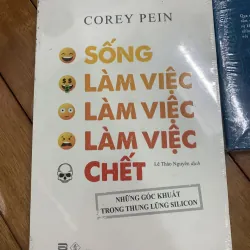 COREY PEIN
SỐNG
LÀM VIỆC
LÀM VIỆC
LÀM VIỆC
CHẾT
Lê Thân Nguyên dịch
NHỮNG GÓC KHUẤT
TRONG THUNG LŨNG SILICON